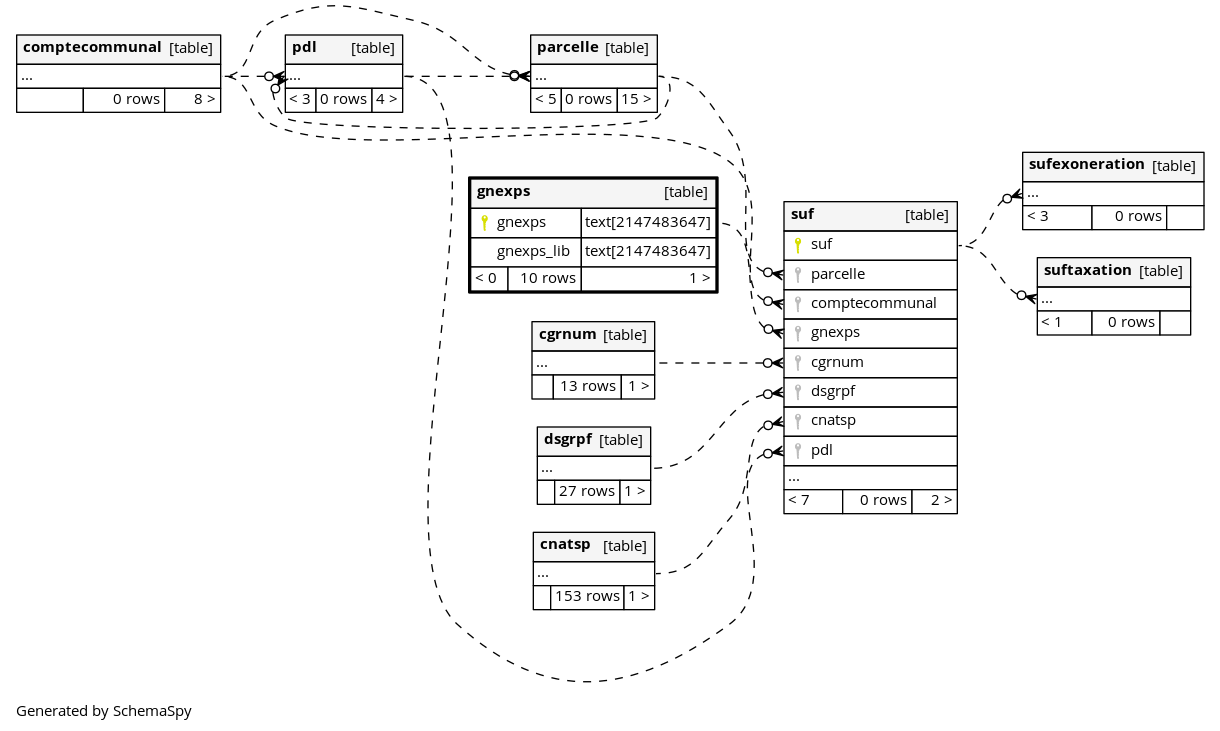 comptecommunal [table]
...
0 rows 8 >
pdl [table]
...
< 3 0 rows 4 >
parcelle [table]
...
< 5 0 rows 15 >
gnexps [table]
gnexps text[2147483647]
gnexps_lib text[2147483647]
< 0 10 rows 1 >
cgrnum [table]
...
13 rows 1 >
dsgrpf [table]
...
27 rows 1 >
cnatsp [table]
...
153 rows 1 >
suf [table]
suf
parcelle
comptecommunal
gnexps
cgrnum
dsgrpf
cnatsp
pdl
...
< 7 0 rows 2 >
sufexoneration [table]
...
< 3 0 rows
suftaxation [table]
...
< 1 0 rows
Generated by SchemaSpy